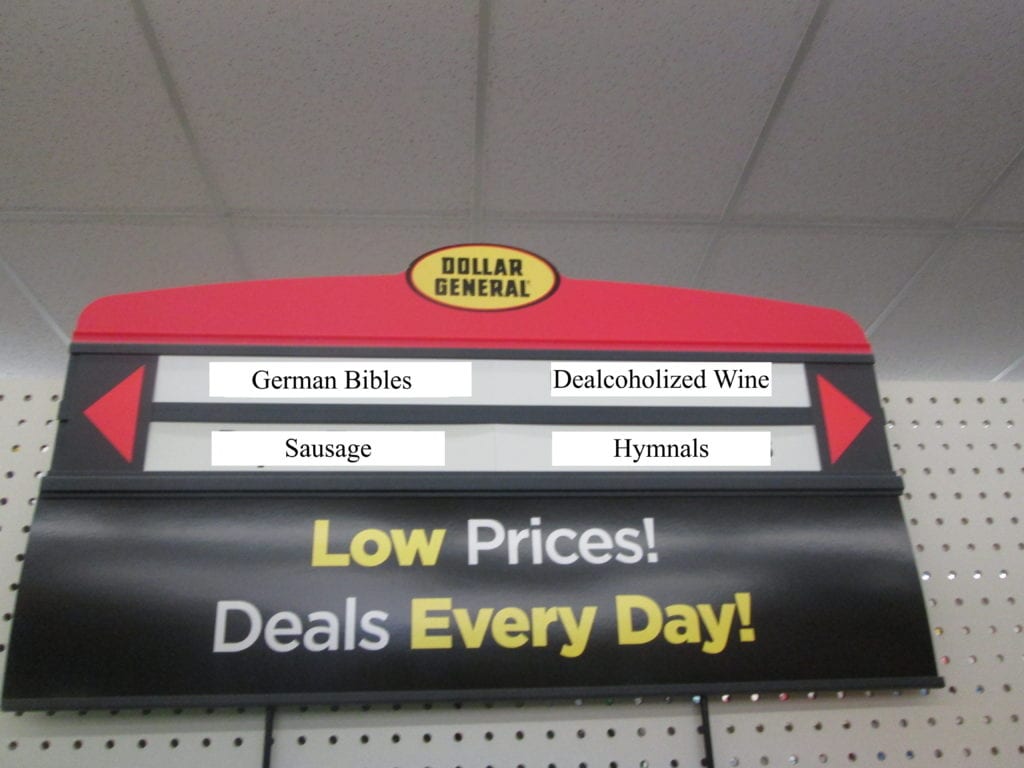 DOLLAR
GENERAL
German Bibles Dealcoholized Wine
Sausage Hymnals
Low Prices!
Deals Every Day!